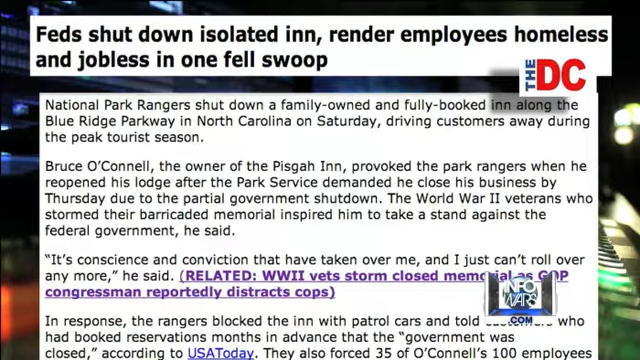 Feds shut down isolated inn, render employees homeless
and jobless in one fell swoop
THE DC
National Park Rangers shut down a family-owned and fully-booked inn along the
Blue Ridge Parkway in North Carolina on Saturday, driving customers away during
the peak tourist season.
Bruce O’Connell, the owner of the Pisgah Inn, provoked the park rangers when he
reopened his lodge after the Park Service demanded he close his business by
Thursday due to the partial government shutdown. The World War II veterans who
stormed their barricaded memorial inspired him to take a stand against the
federal government, he said.
“It’s conscience and conviction that have taken over me, and I just can’t roll over
any more,” he said. (RELATED: WWII vets storm closed memorial as GOP
congressman reportedly distracts cops)
INFO
WARS
.COM
In response, the rangers blocked the inn with patrol cars and told customers who
had booked reservations months in advance that the “government was
closed,” according to USAToday. They also forced 35 of O’Connell’s 100 employees